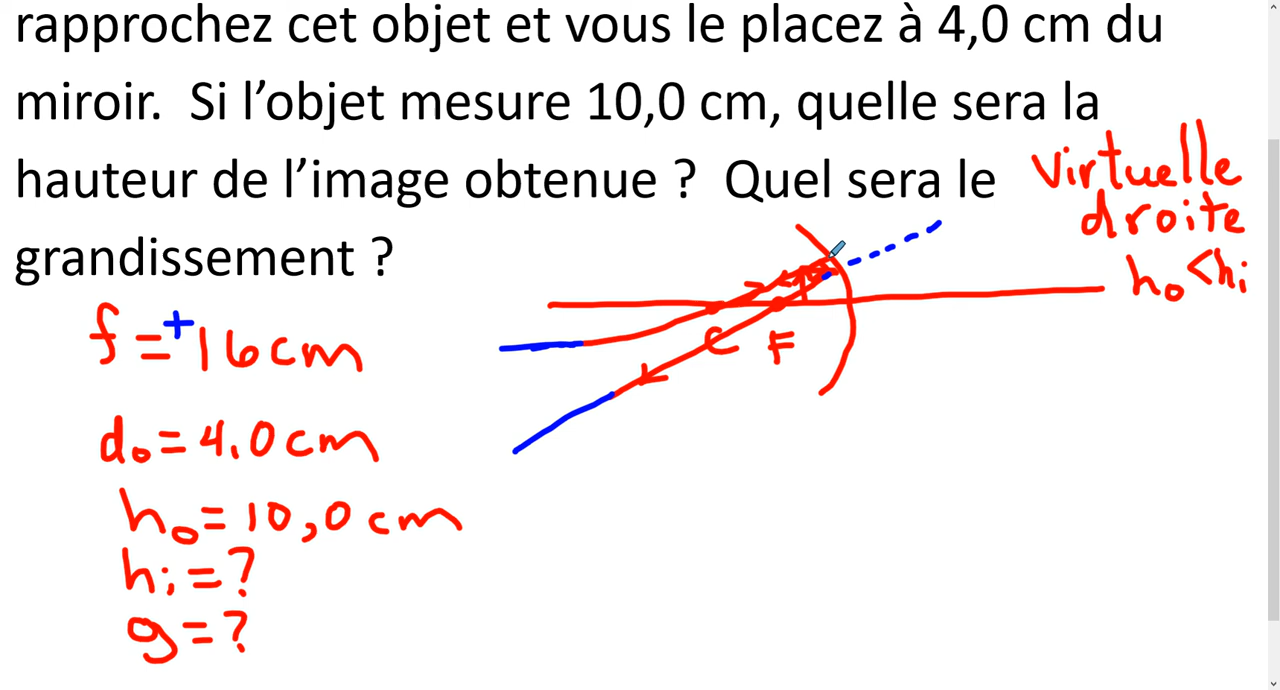 rapprochez cet objet et vous le placez à 4,0 cm du
miroir. Si l’objet mesure 10,0 cm, quelle sera la
hauteur de l’image obtenue ? Quel sera le
grandissement ?
virtuelle
droite
ho < hi
f = +16 cm
do = 4.0 cm
ho = 10,0 cm
hi = ?
g = ?
C F